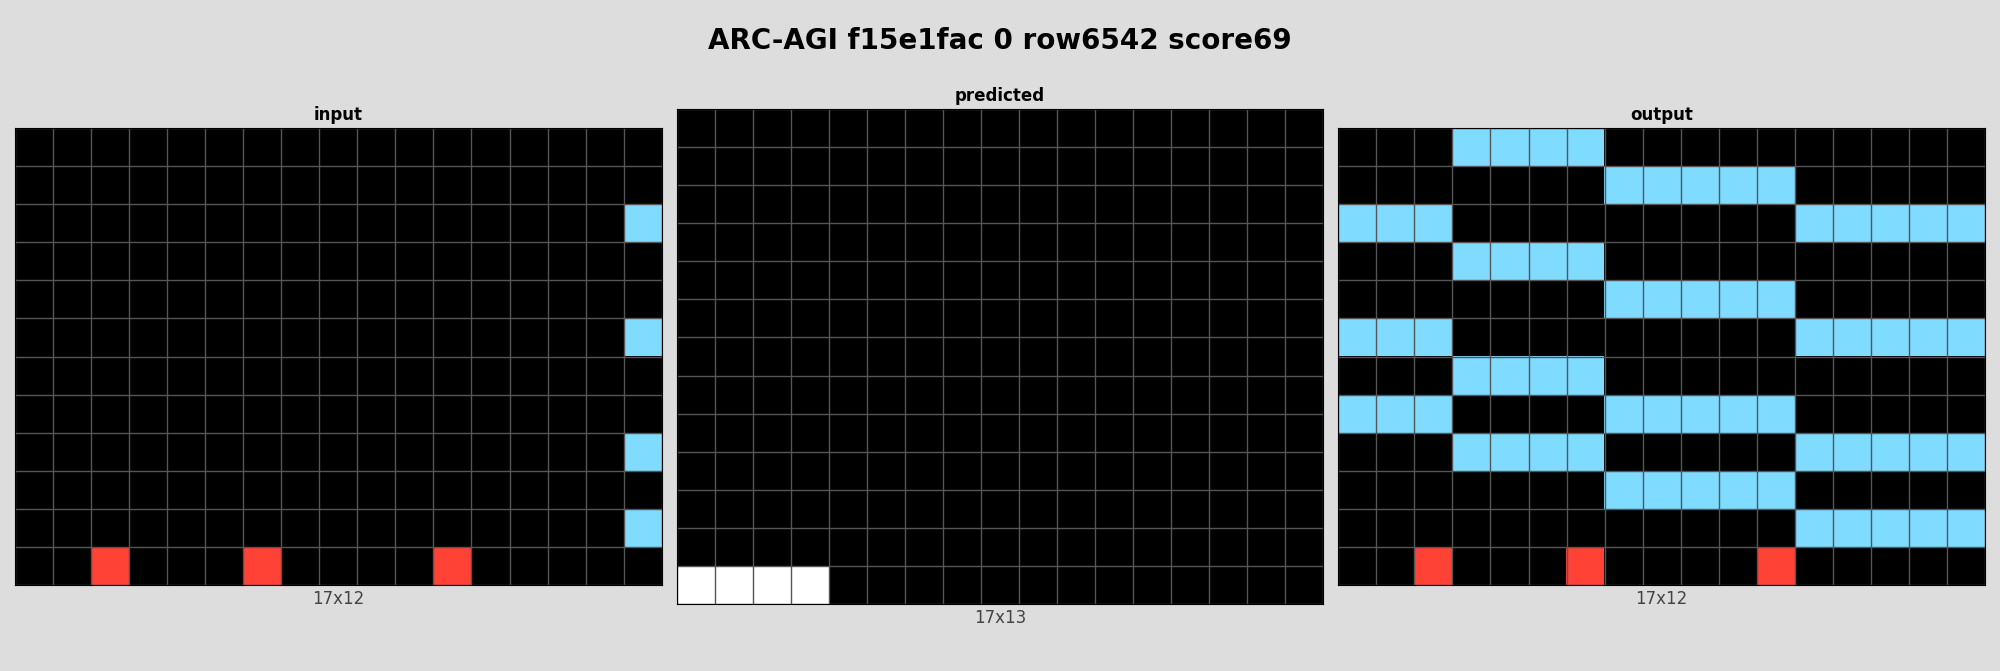 ARC-AGI f15e1fac 0 row6542 score69
input
predicted
output
17x12
17x13
17x12